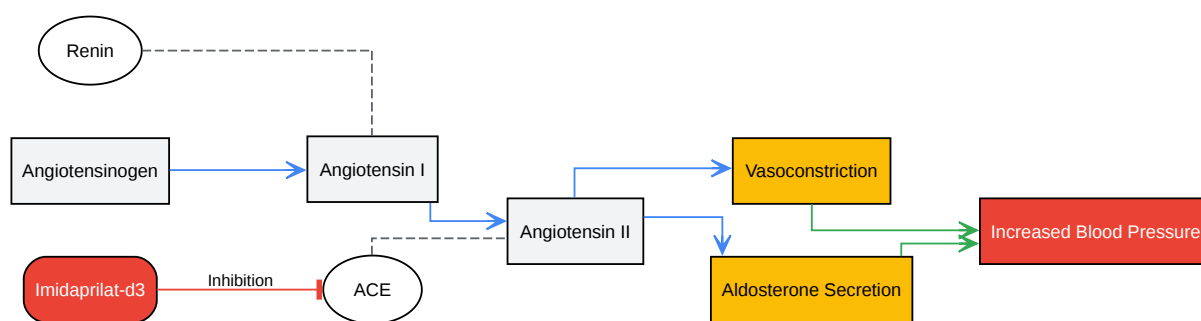 Renin
Angiotensinogen
Angiotensin I
Vasoconstriction
Angiotensin II
Increased Blood Pressure
Imidaprilat-d3
Inhibition
ACE
Aldosterone Secretion